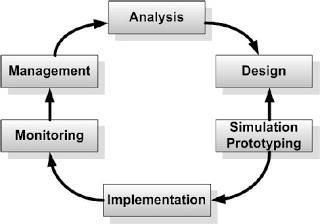 Analysis
Management
Design
Monitoring
Simulation
Prototyping
Implementation